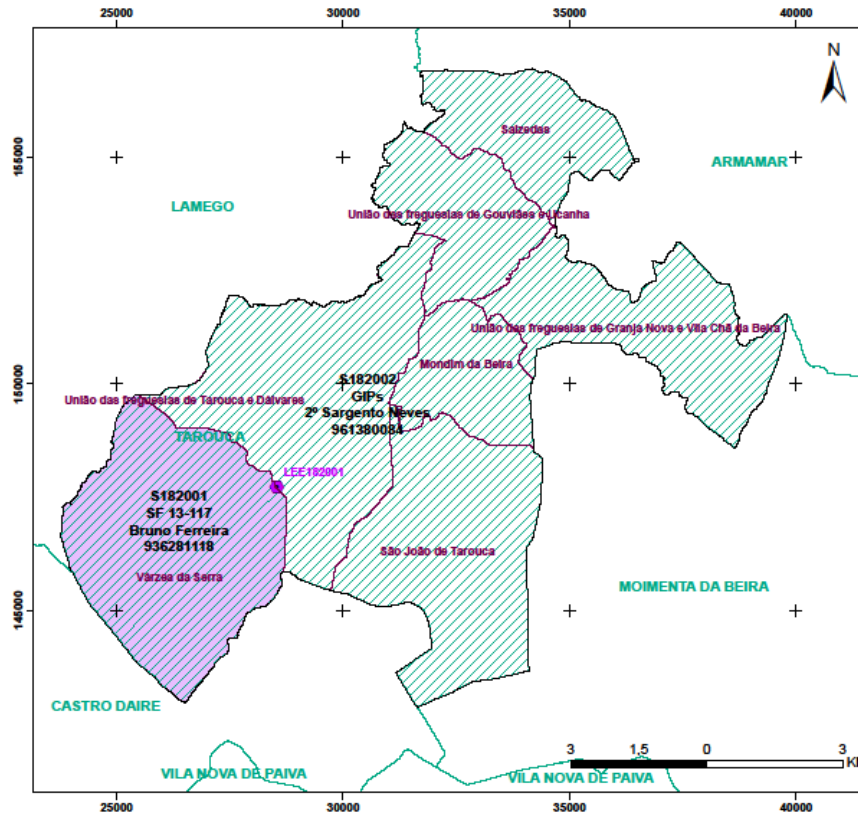 25000
30000
35000
40000
N
155000
150000
145000
155000
150000
145000
Salzedas
ARMAMAR
LAMEGO
União das freguesias de Gouviães e Ucanha
União das freguesias de Granja Nova e Vila Chã da Beira
Mondim da Beira
S182002
GIPs
2º Sargento Neves
961380084
União das freguesias de Tarouca e Dálvares
TAROUCA
LEE182001
S182001
SF 13-117
Bruno Ferreira
936281118
Várzea da Serra
São João de Tarouca
MOIMENTA DA BEIRA
CASTRO DAIRE
3 1,5 0 3
VILA NOVA DE PAIVA
VILA NOVA DE PAIVA
25000
30000
35000
40000